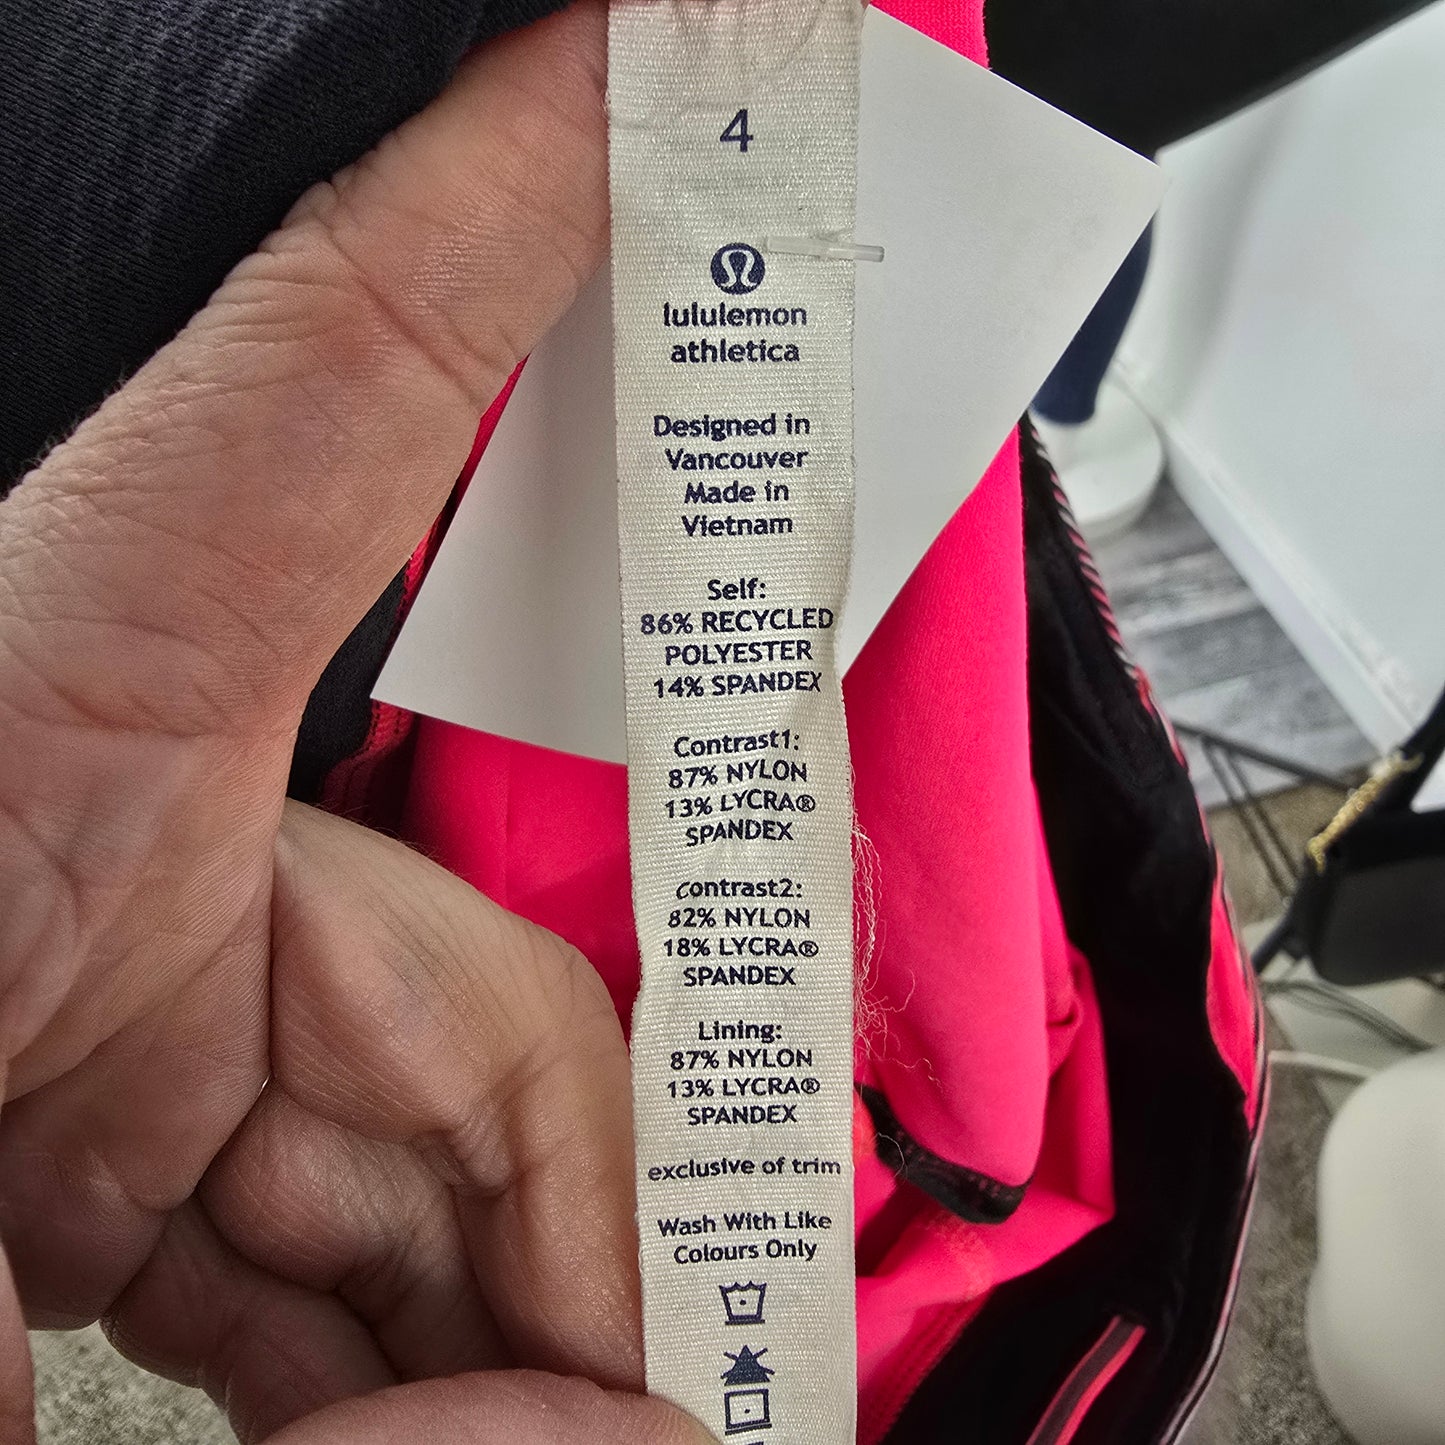 4
lululemon
athletica
Designed in
Vancouver
Made in
Vietnam
Self:
86% RECYCLED
POLYESTER
14% SPANDEX
Contrast1:
87% NYLON
13% LYCRA®
SPANDEX
Contrast2:
82% NYLON
18% LYCRA®
SPANDEX
Lining:
87% NYLON
13% LYCRA®
SPANDEX
exclusive of trim
Wash With Like
Colours Only